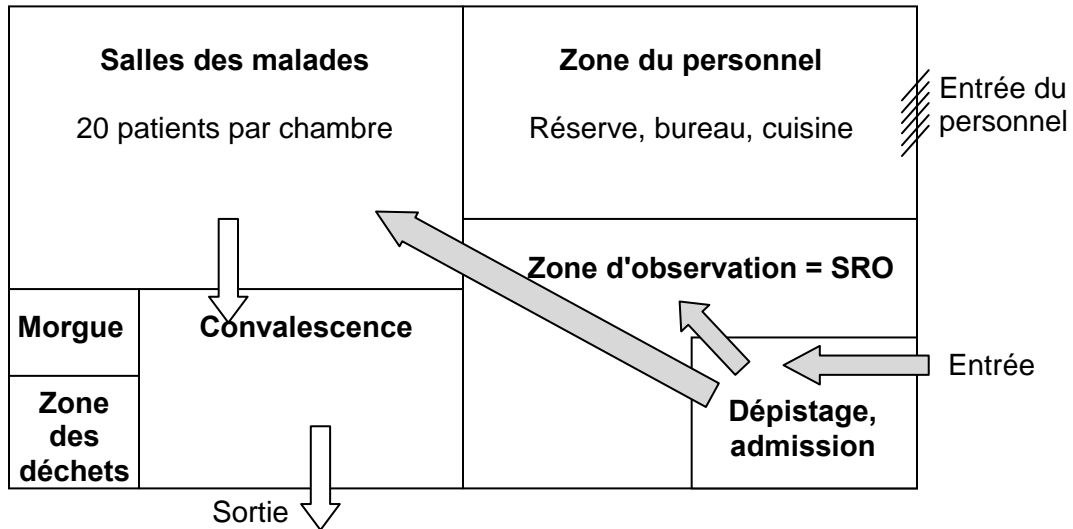 Salles des malades
20 patients par chambre
Zone du personnel
Réserve, bureau, cuisine
Entrée du
personnel
Zone d'observation = SRO
Morgue
Convalescence
Zone
des
déchets
Entrée
Dépistage,
admission
Sortie